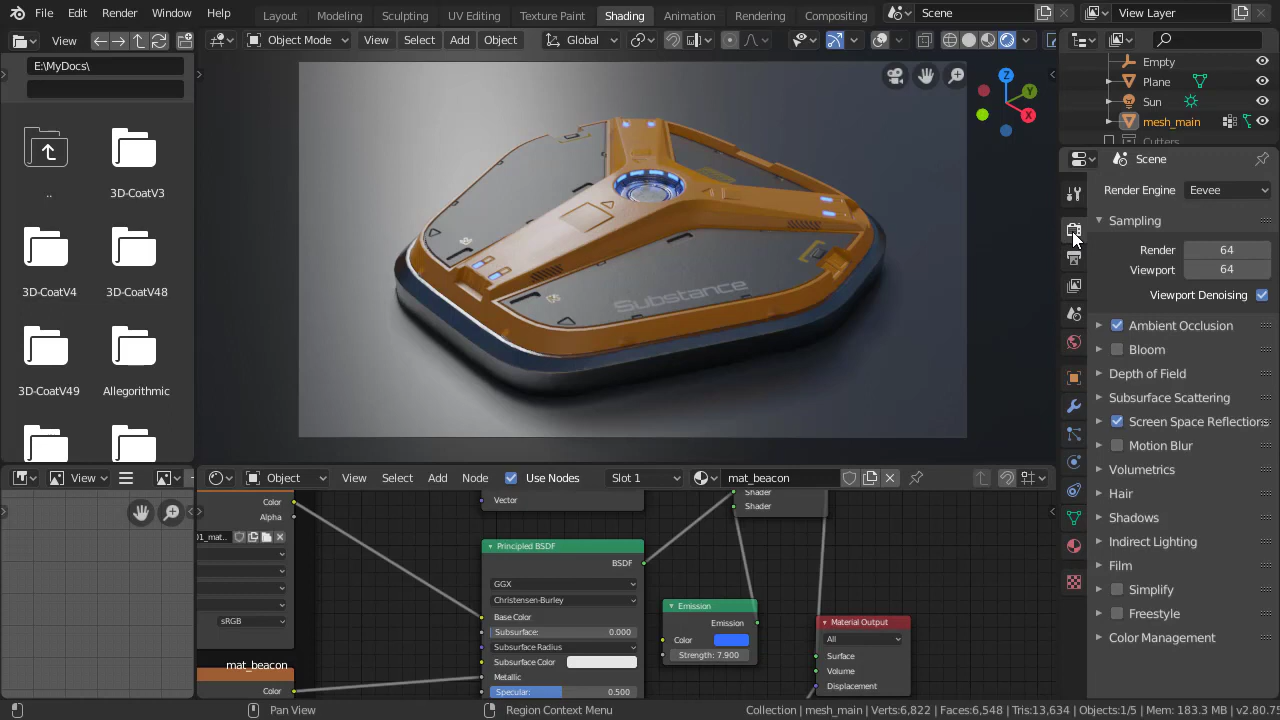 File Edit Render Window Help
Layout Modeling Sculpting UV Editing Texture Paint Shading Animation Rendering Compositing
Scene
View Layer
View
Object Mode
View Select Add Object
Global
E:\MyDocs\
..
3D-CoatV3
3D-CoatV4
3D-CoatV48
3D-CoatV49
Allegorithmic
Substance
Z
Y
X
Empty
Plane
Sun
mesh_main
Cutters
Scene
Render Engine Eevee
Sampling
Render 64
Viewport 64
Viewport Denoising
Ambient Occlusion
Bloom
Depth of Field
Subsurface Scattering
Screen Space Reflections
Motion Blur
Volumetrics
Hair
Shadows
Indirect Lighting
Film
Simplify
Freestyle
Color Management
View
Object
View Select Add Node Use Nodes
Slot 1
mat_beacon
Color
Alpha
01_mat..
sRGB
mat_beacon
Color
Vector
Principled BSDF
BSDF
GGX
Christensen-Burley
Base Color
Subsurface: 0.000
Subsurface Radius
Subsurface Color
Metallic
Specular: 0.500
Shader
Shader
Emission
Emission
Color
Strength: 7.900
Material Output
All
Surface
Volume
Displacement
Pan View
Region Context Menu
Collection | mesh_main | Verts:6,822 | Faces:6,548 | Tris:13,634 | Objects:1/5 | Mem: 183.3 MB | v2.80.75